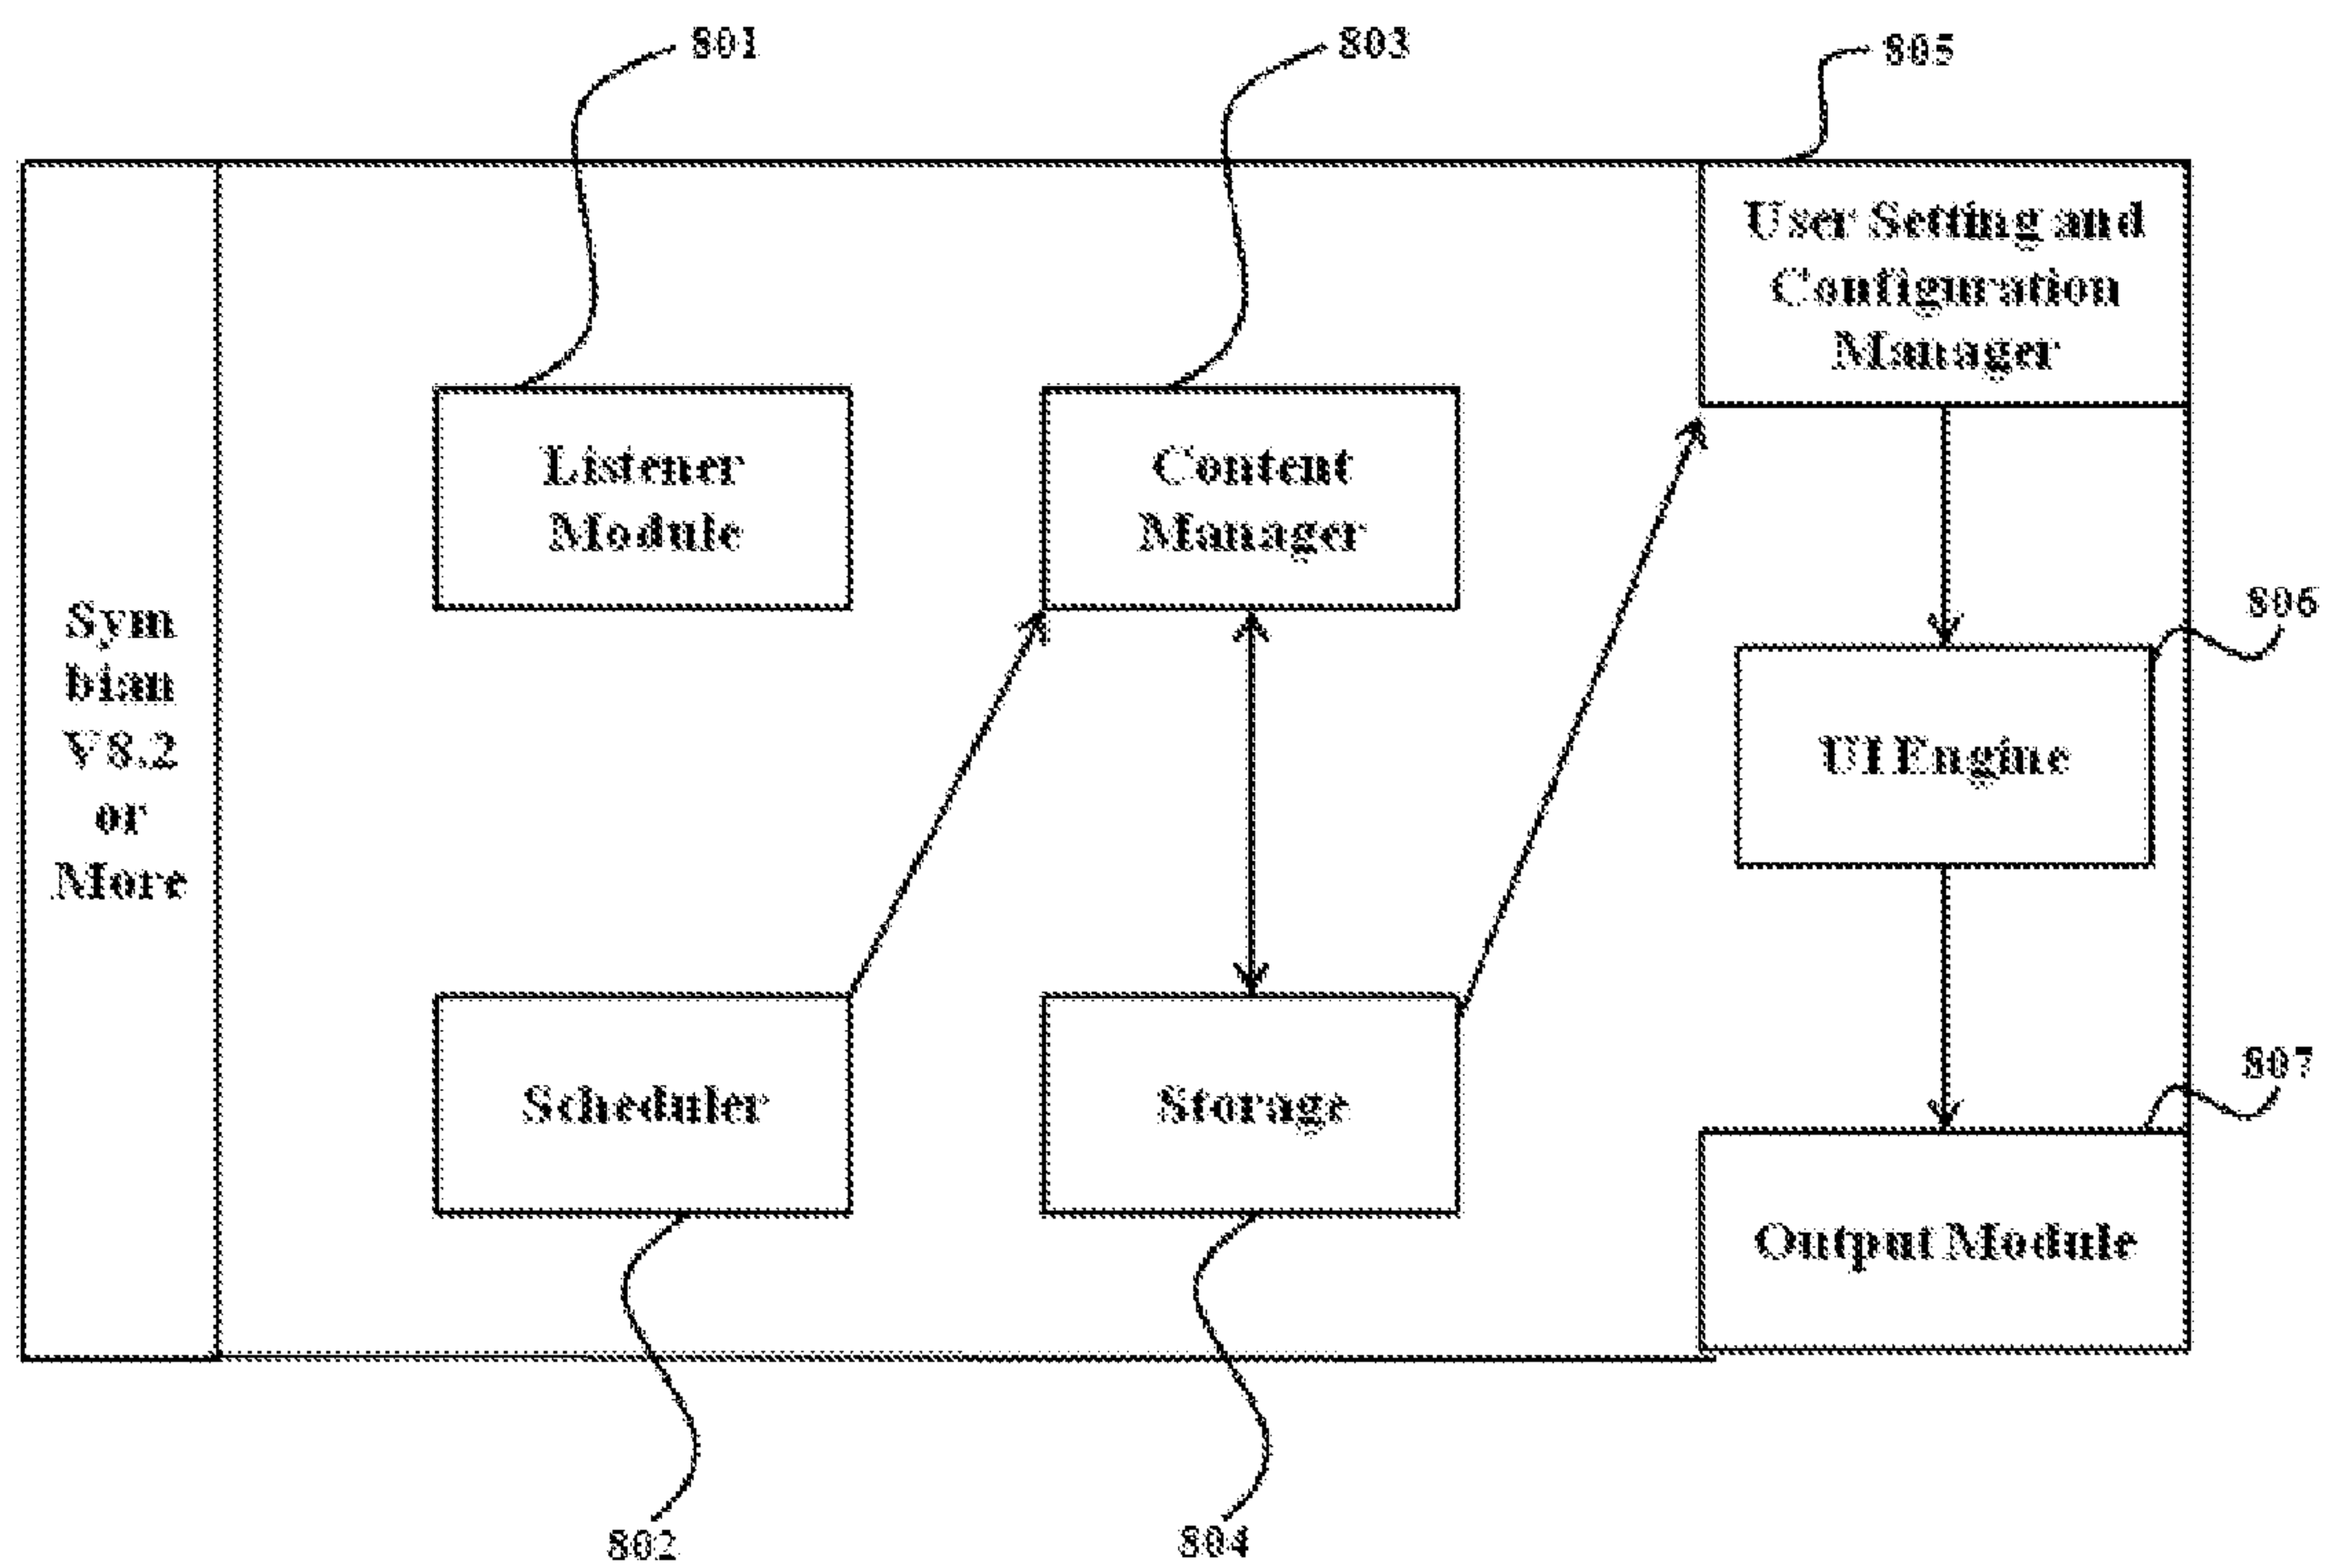 801
803
805
User Setting and
Configuration
Manager
Listener
Module
Content
Manager
Sym
bian
V8.2
or
More
806
UI Engine
Scheduler
Storage
807
Output Module
802
804